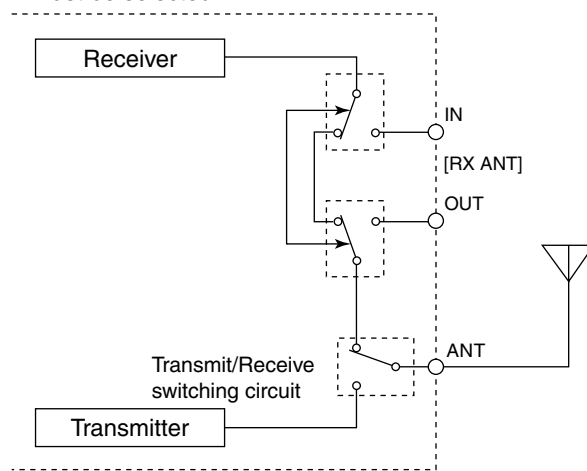 Receiver
IN
[RX ANT]
OUT
ANT
Transmit/Receive
switching circuit
Transmitter